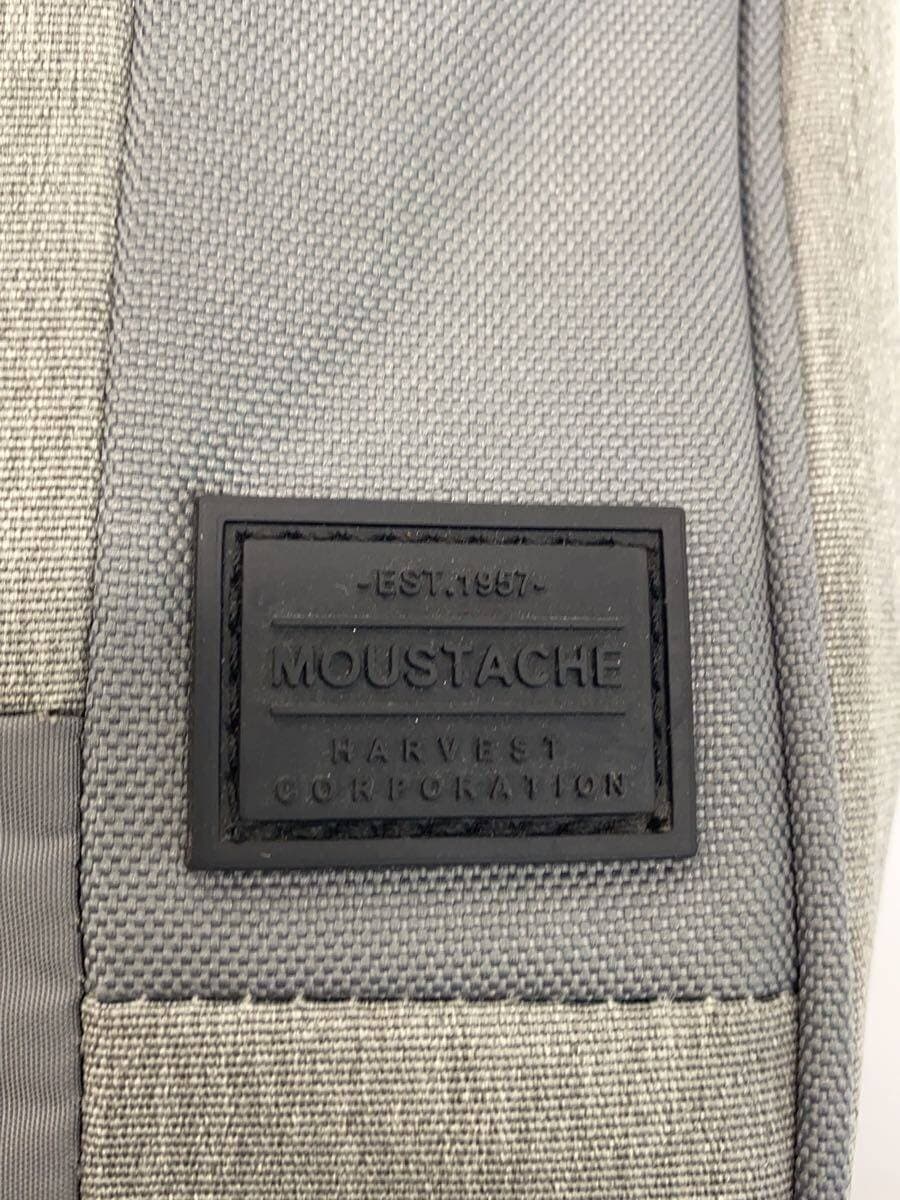 -EST.1957-
MOUSTACHE
HARVEST
CORPORATION